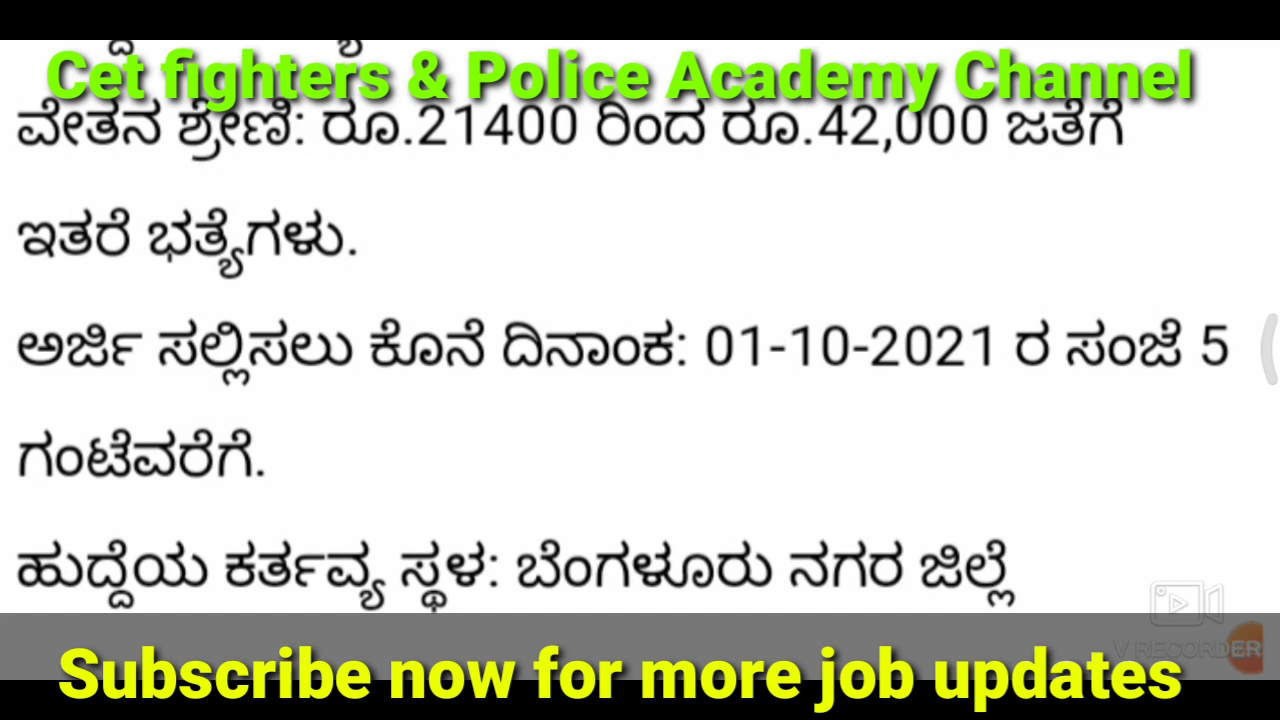 Cet fighters & Police Academy Channel
ವೇತನ ಶ್ರೇಣಿ: ರೂ.21400 ರಿಂದ ರೂ.42,000 ಜತೆಗೆ
ಇತರೆ ಭತ್ಯೆಗಳು.
ಅರ್ಜಿ ಸಲ್ಲಿಸಲು ಕೊನೆ ದಿನಾಂಕ: 01-10-2021 ರ ಸಂಜೆ 5
ಗಂಟೆವರೆಗೆ.
ಹುದ್ದೆಯ ಕರ್ತವ್ಯ ಸ್ಥಳ: ಬೆಂಗಳೂರು ನಗರ ಜಿಲ್ಲೆ
V RECORDER
Subscribe now for more job updates